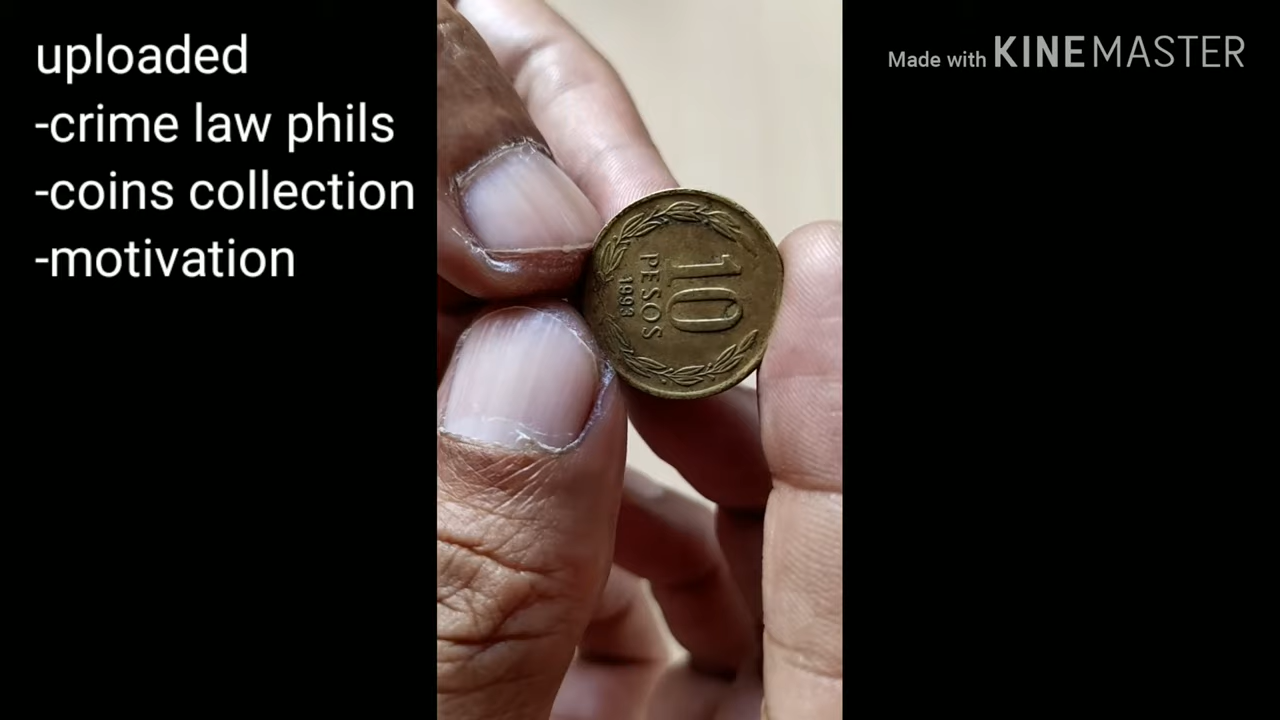 uploaded
-crime law phils
-coins collection
-motivation
Made with KINEMASTER
10
PESOS
1993